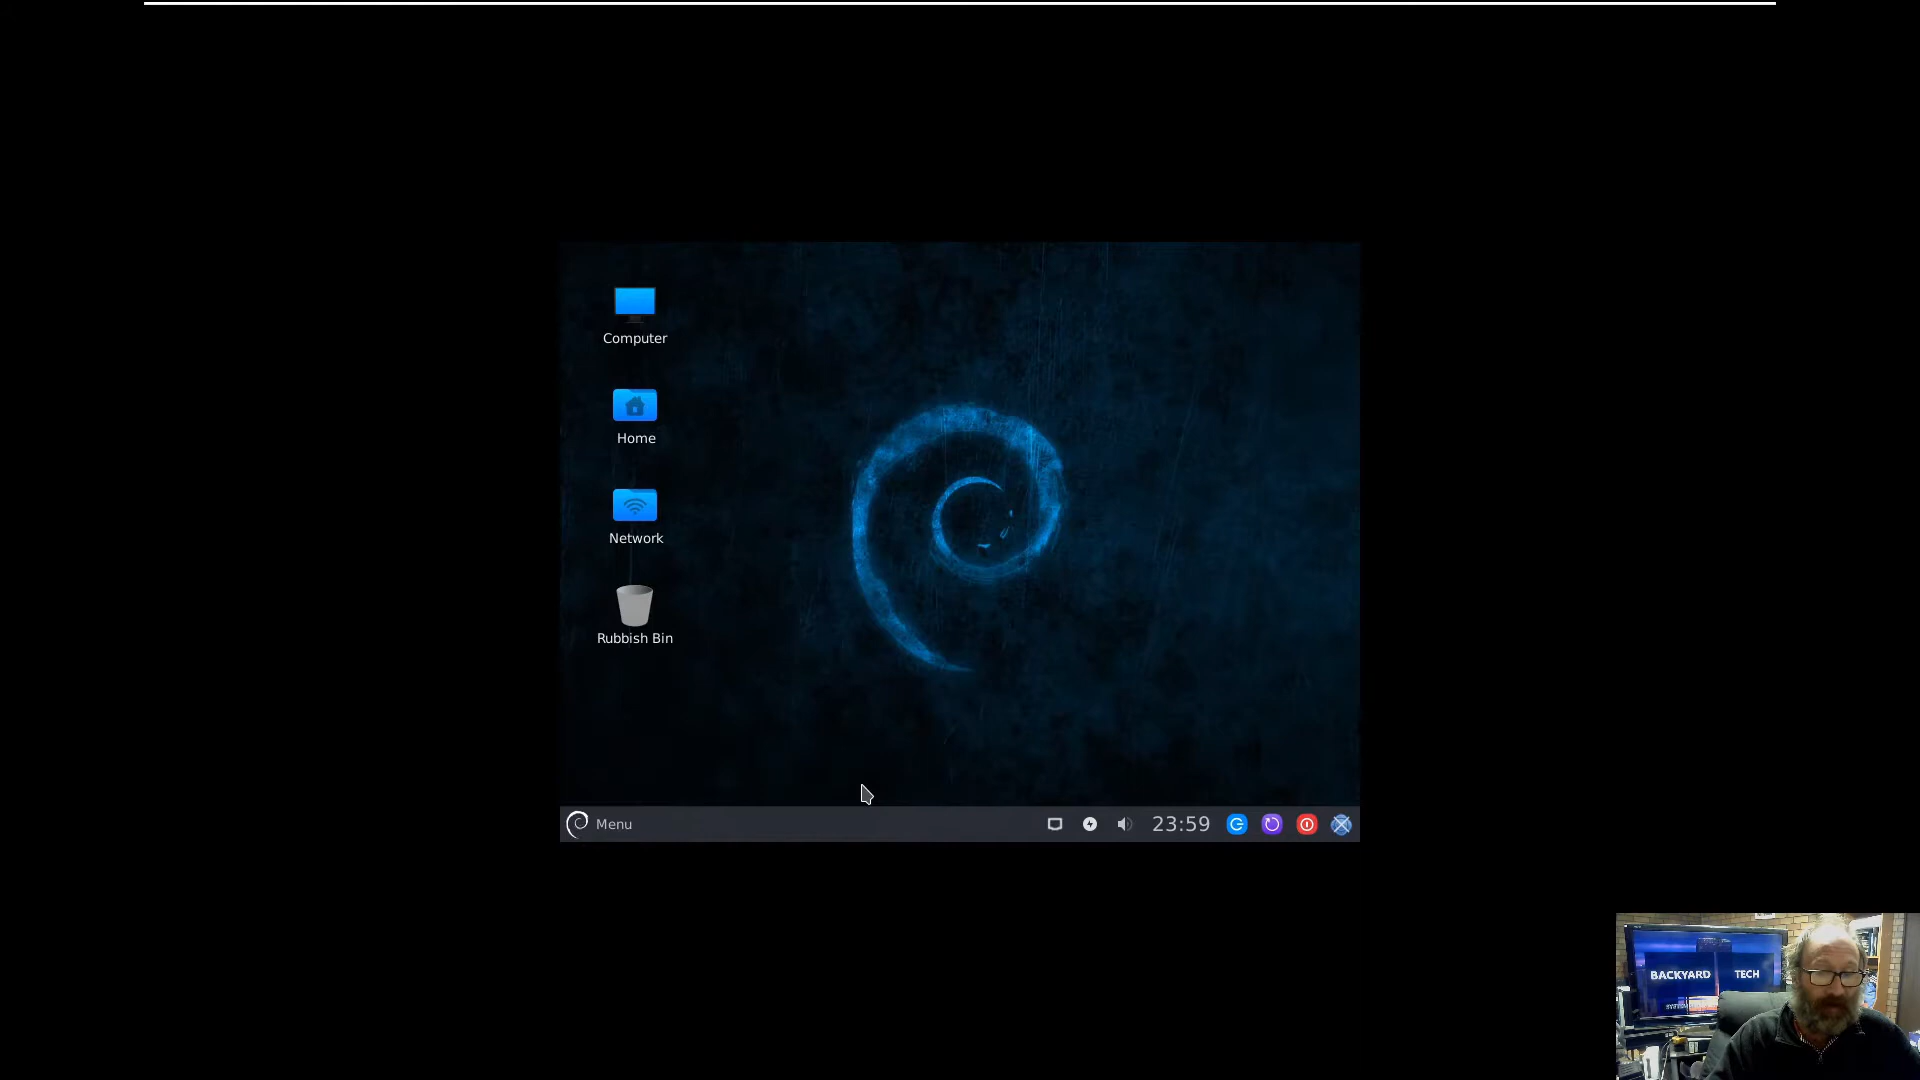 Computer
Home
Network
Rubbish Bin
Menu
23:59
BACKYARD TECH